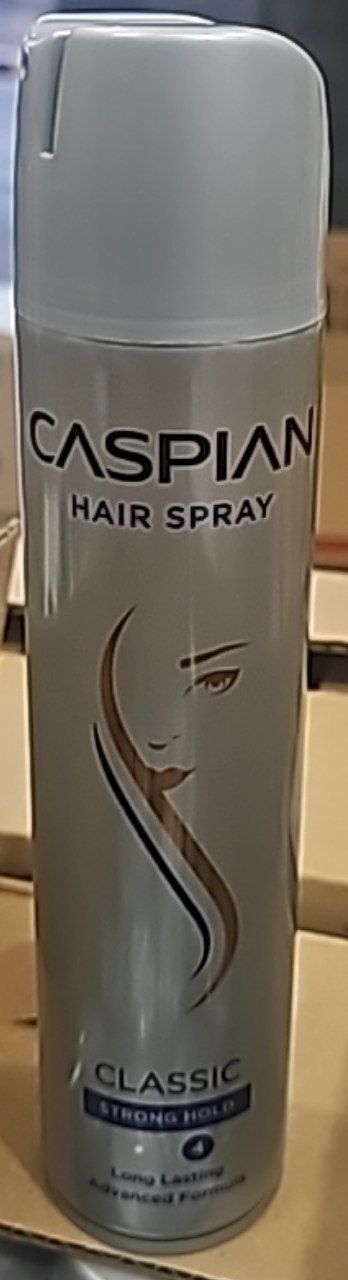 CASPIAN
HAIR SPRAY
CLASSIC
STRONG HOLD
4
Long Lasting
Advanced Formula